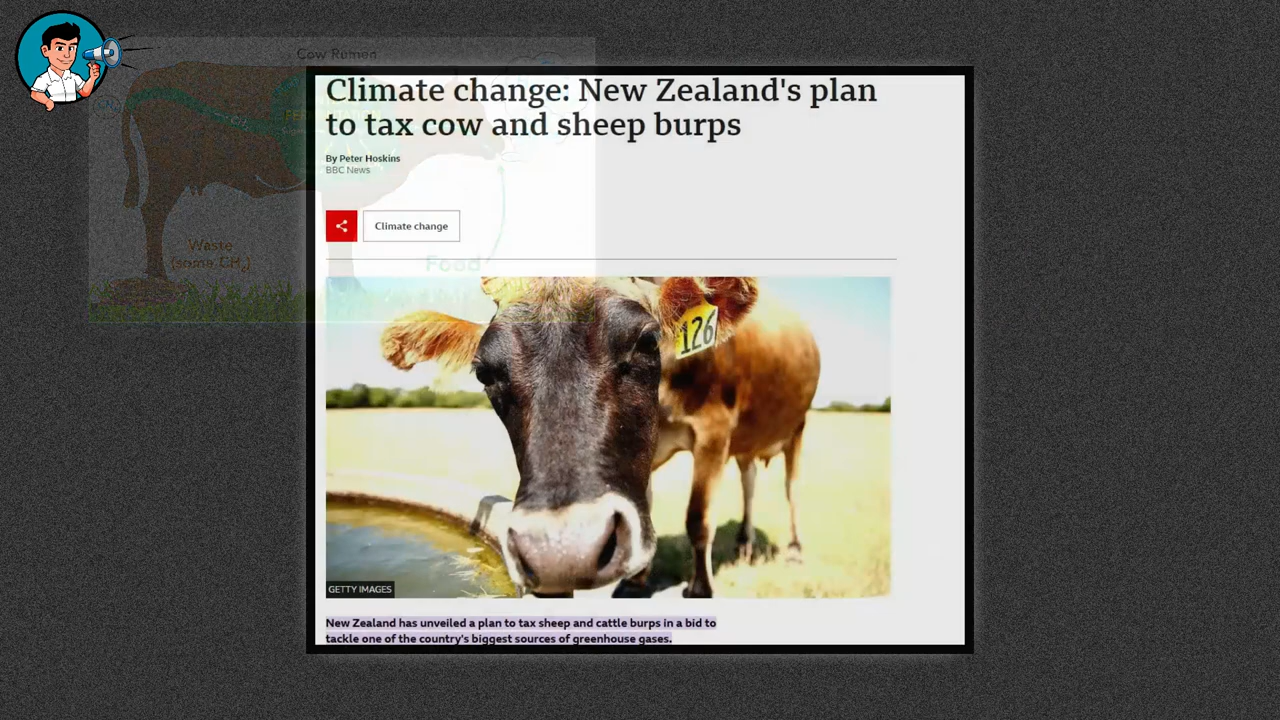 Cow Rumen
Climate change: New Zealand's plan
to tax cow and sheep burps
By Peter Hoskins
BBC News
Climate change
Waste
(some CH₄)
Food
126
GETTY IMAGES
New Zealand has unveiled a plan to tax sheep and cattle burps in a bid to
tackle one of the country's biggest sources of greenhouse gases.